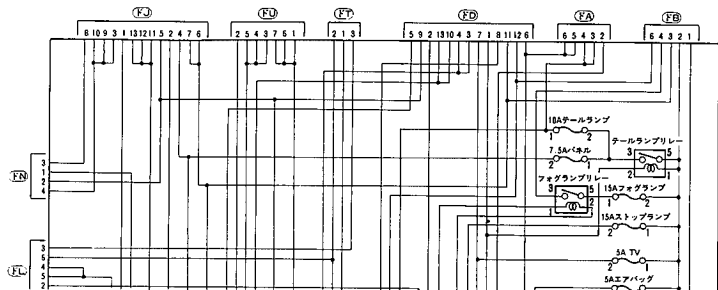 FJ FU FT FD FA FB
8 10 9 3 1 13 12 11 5 2 4 7 6
2 5 4 3 7 6 1
2 1 3
5 9 2 13 10 4 3 7 1 8 11 12 6
6 5 4 3 2
6 4 3 2 1
10Aテールランプ
1 2
テールランプリレー
3 5
2 1
7.5Aパネル
1 2
FN
3
1
2
4
フォグランプリレー
3 5
1 2
15Aフォグランプ
1 2
15Aストップランプ
2 1
FL
3
6
4
5
2
5A TV
2 1
5Aエアバッグ